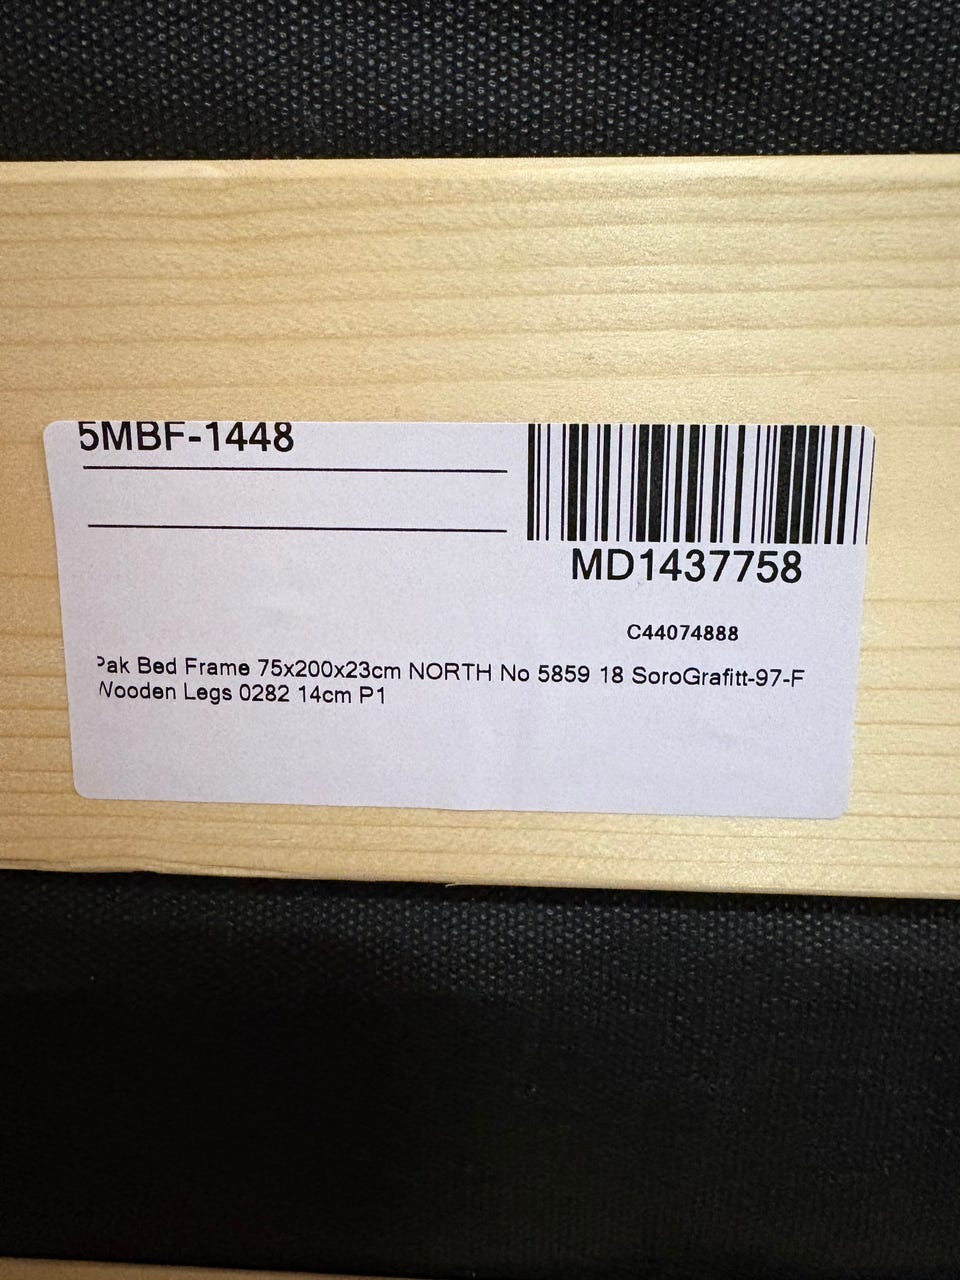 5MBF-1448
MD1437758
C44074888
Pak Bed Frame 75x200x23cm NORTH No 5859 18 SoroGrafitt-97-F
Wooden Legs 0282 14cm P1